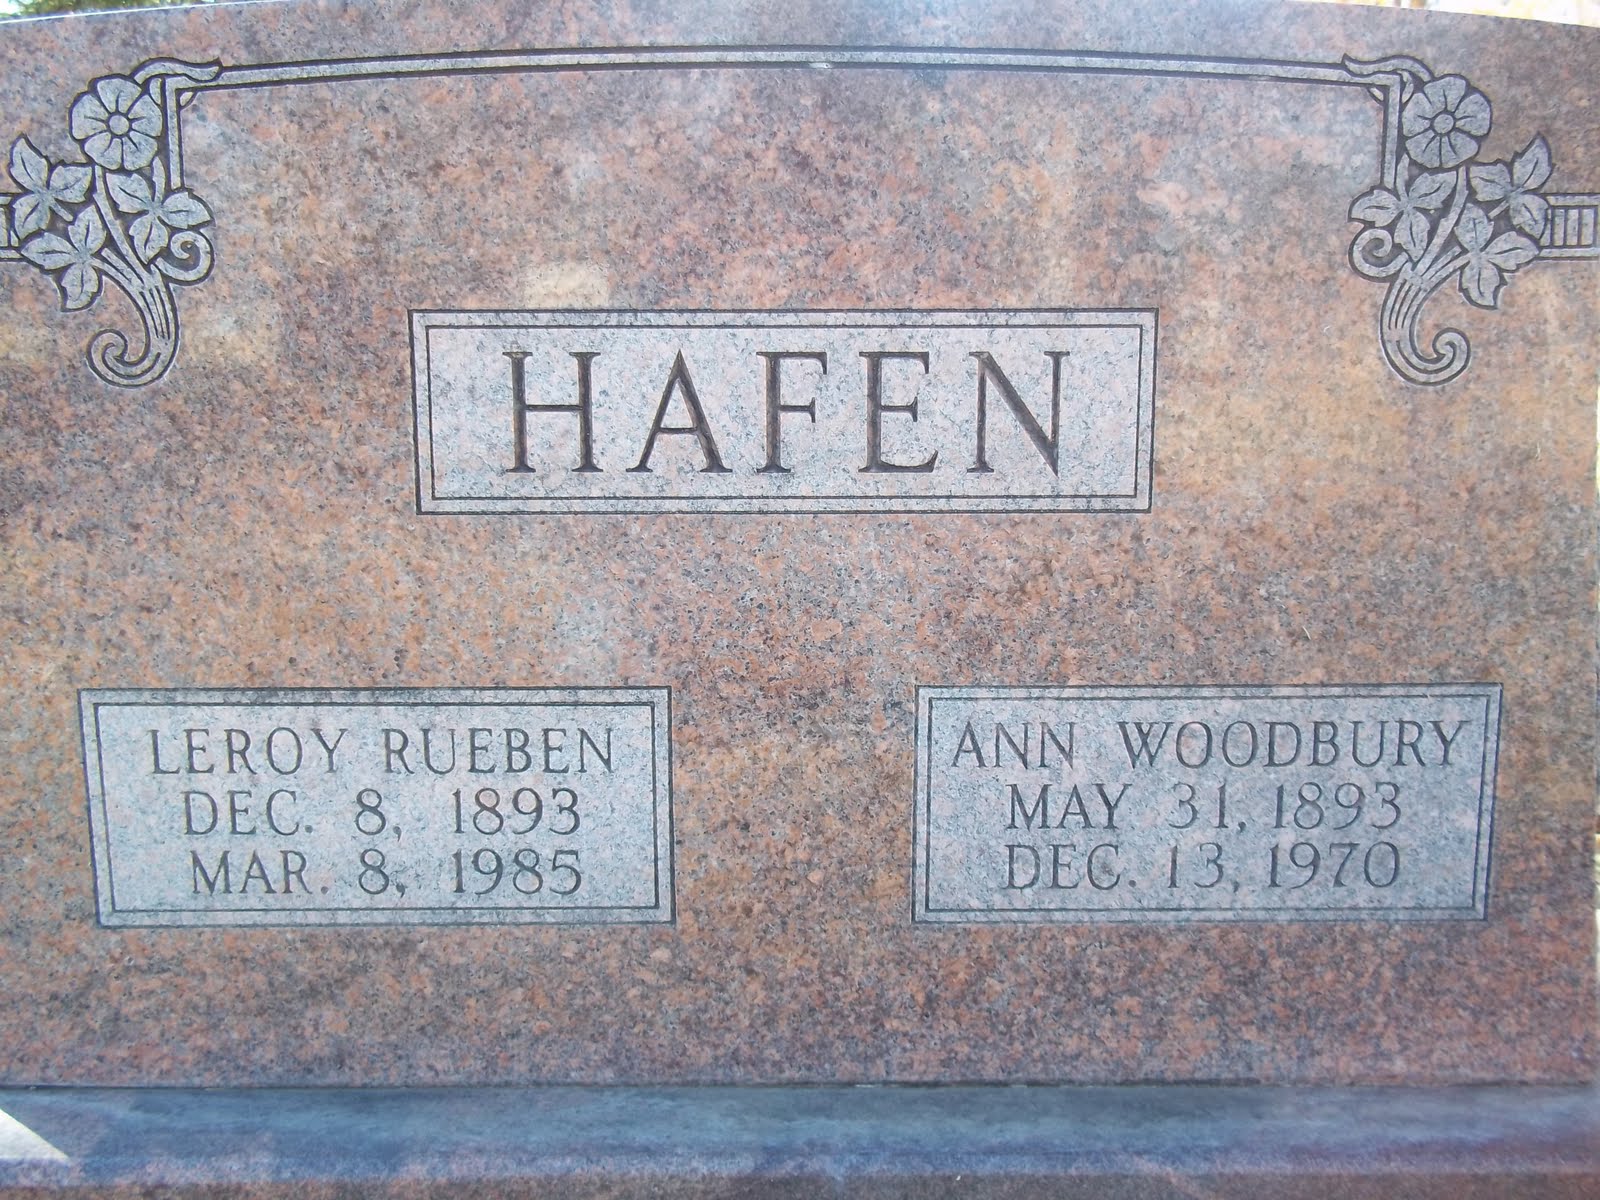 HAFEN
LEROY RUEBEN
DEC. 8, 1893
MAR. 8, 1985
ANN WOODBURY
MAY 31, 1893
DEC. 13, 1970